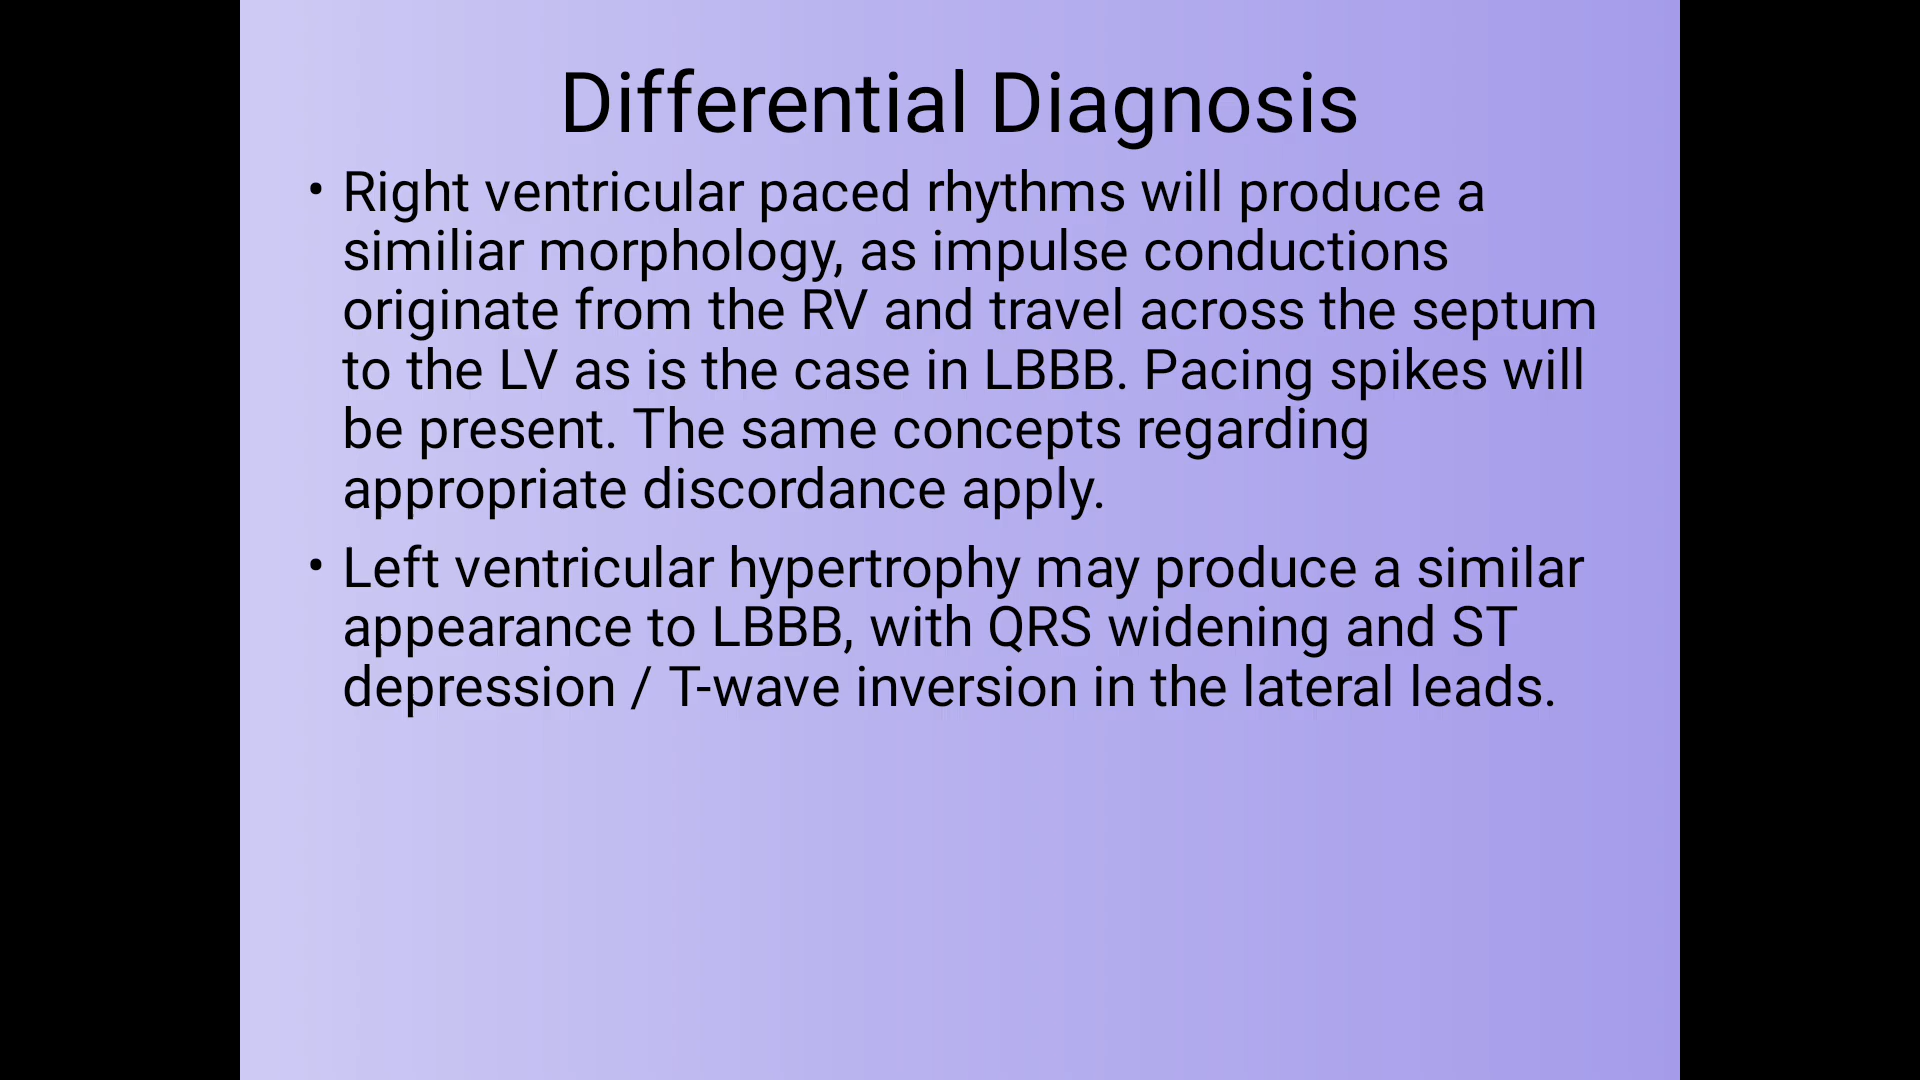 Differential Diagnosis
• Right ventricular paced rhythms will produce a
similiar morphology, as impulse conductions
originate from the RV and travel across the septum
to the LV as is the case in LBBB. Pacing spikes will
be present. The same concepts regarding
appropriate discordance apply.
• Left ventricular hypertrophy may produce a similar
appearance to LBBB, with QRS widening and ST
depression / T-wave inversion in the lateral leads.